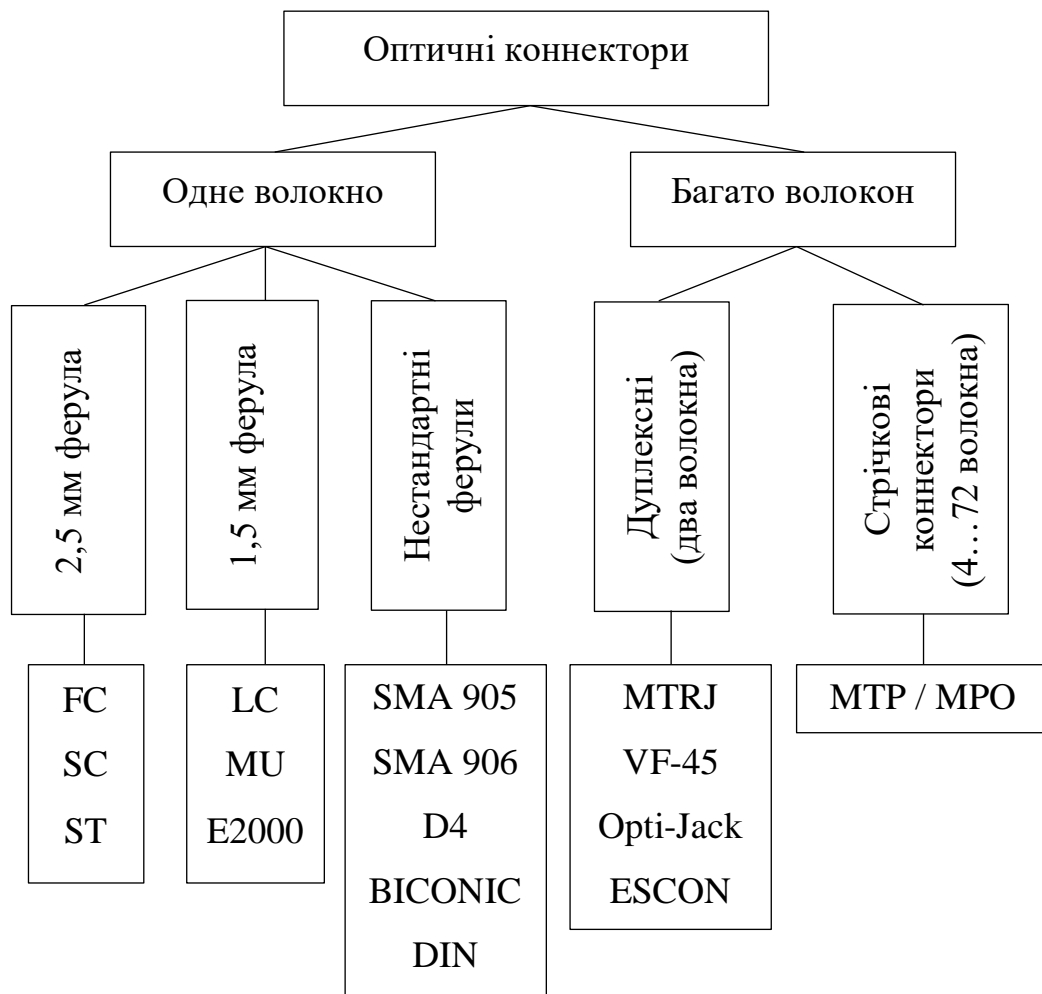 Оптичні коннектори
Одне волокно
Багато волокон
2,5 мм ферула
1,5 мм ферула
Нестандартні
ферули
Дуплексні
(два волокна)
Стрічкові
коннектори
(4…72 волокна)
FC
SC
ST
LC
MU
E2000
SMA 905
SMA 906
D4
BICONIC
DIN
MTRJ
VF-45
Opti-Jack
ESCON
MTP / MPO